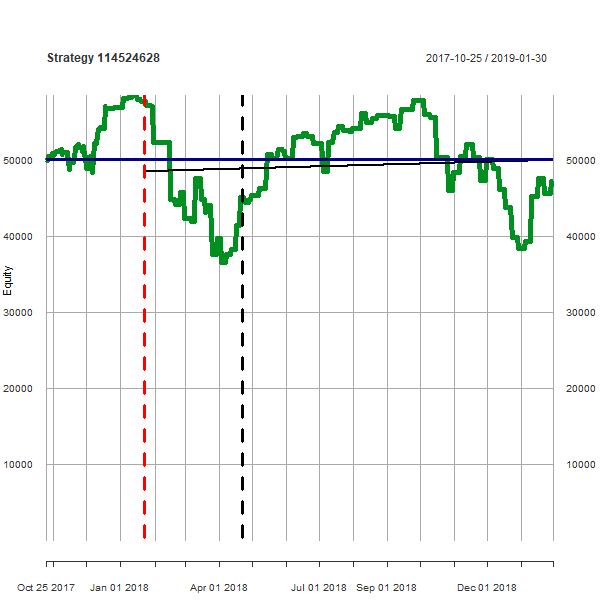 Strategy 114524628
2017-10-25 / 2019-01-30
50000 50000
40000 40000
Equity
30000 30000
20000 20000
10000 10000
Oct 25 2017 Jan 01 2018 Apr 01 2018 Jul 01 2018 Sep 01 2018 Dec 01 2018